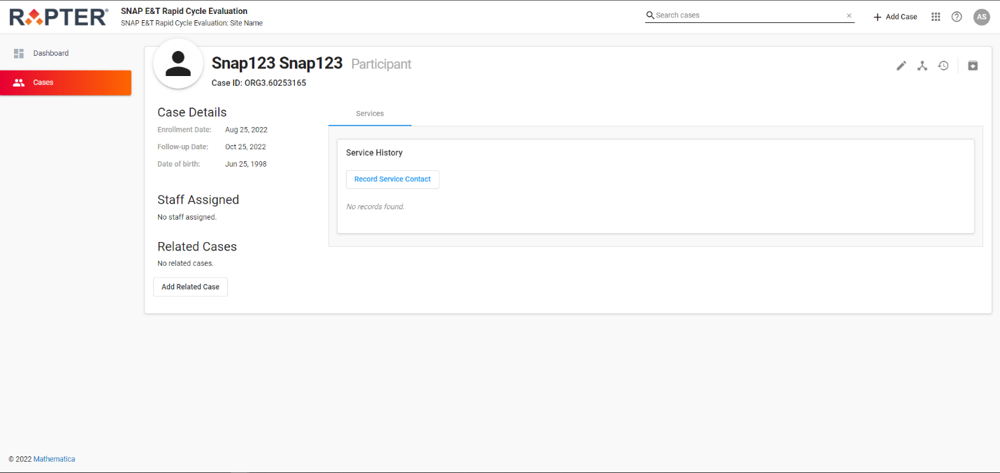 RAPTER®
SNAP E&T Rapid Cycle Evaluation
SNAP E&T Rapid Cycle Evaluation: Site Name
Search cases
Add Case
AS
Dashboard
Cases
Snap123 Snap123 Participant
Case ID: ORG3.60253165
Case Details
Enrollment Date: Aug 25, 2022
Follow-up Date: Oct 25, 2022
Date of birth: Jun 25, 1998
Staff Assigned
No staff assigned.
Related Cases
No related cases.
Add Related Case
Services
Service History
Record Service Contact
No records found.
© 2022 Mathematica